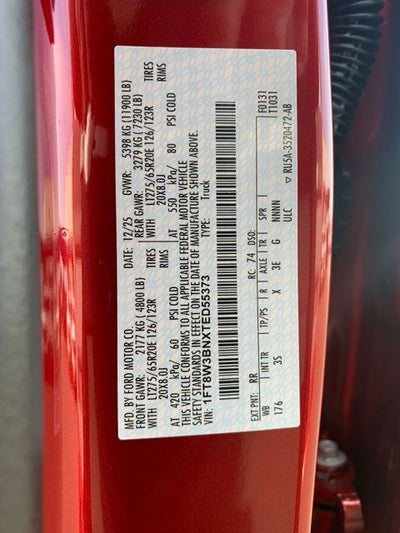 MFD. BY FORD MOTOR CO.
DATE: 12/25 GVWR: 5398 KG (11900 LB)
FRONT GAWR: 2177 KG (4800 LB) REAR GAWR: 3279 KG (7230 LB)
LT275/65R20E 126/123R TIRES WITH LT275/65R20E 126/123R TIRES
20X8.0J RIMS 20X8.0J RIMS
AT 420 kPa/ 60 PSI COLD AT 550 kPa/ 80 PSI COLD
THIS VEHICLE CONFORMS TO ALL APPLICABLE FEDERAL MOTOR VEHICLE
SAFETY STANDARDS IN EFFECT ON THE DATE OF MANUFACTURE SHOWN ABOVE.
VIN: 1FT8W3BNXTED55373
TYPE: Truck
F0131
T1031
EXT PNT: RR RC: 74 DSO:
WB INT TR TP/PS R AXLE TR SPR
176 3S X 3E G NNNN
ULC
RU5A-3520472-AB